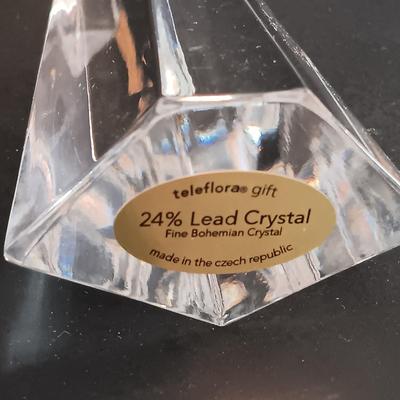 teleflora® gift
24% Lead Crystal
Fine Bohemian Crystal
made in the czech republic